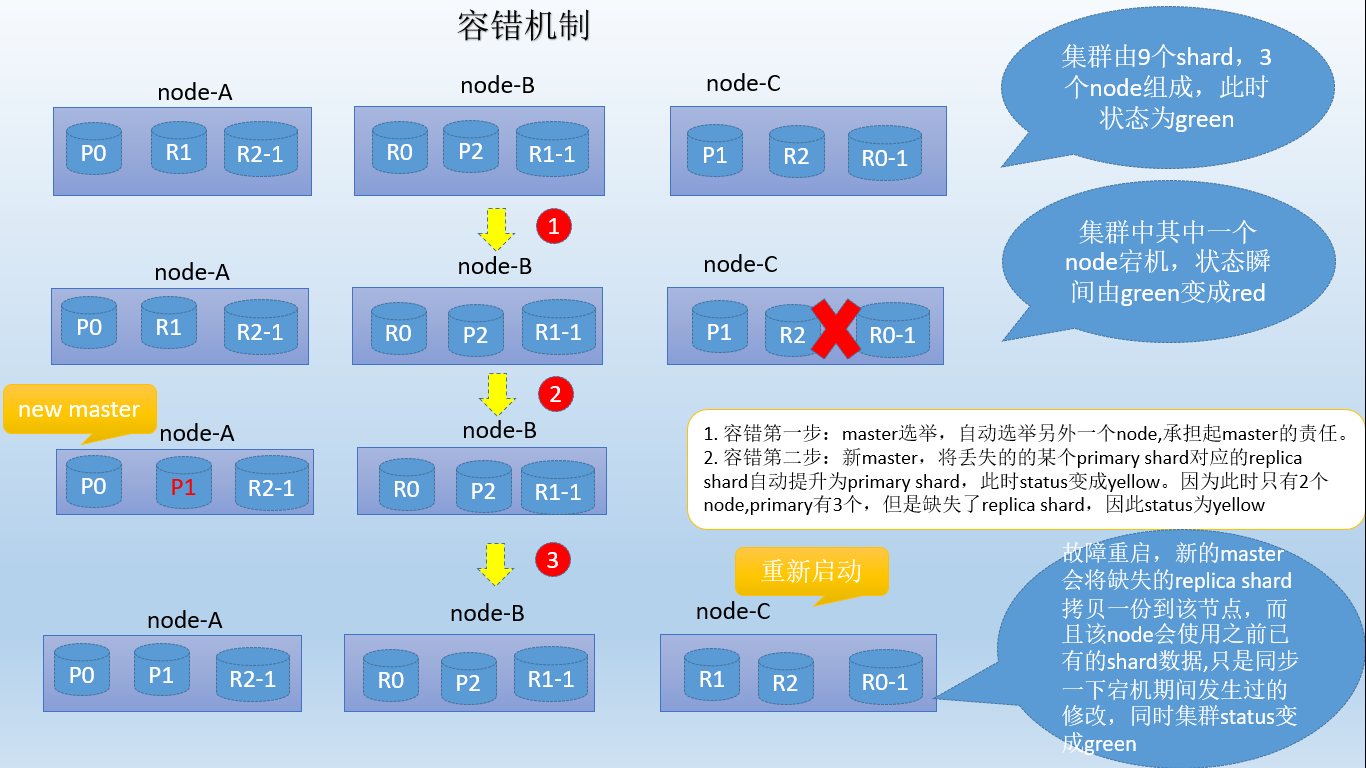 容错机制
node-A
node-B
node-C
P0
R1
R2-1
R0
P2
R1-1
P1
R2
R0-1
集群由9个shard，3
个node组成，此时
状态为green
1
node-A
node-B
node-C
P0
R1
R2-1
R0
P2
R1-1
P1
R2
R0-1
集群中其中一个
node宕机，状态瞬
间由green变成red
2
new master
node-A
node-B
P0
P1
R2-1
R0
P2
R1-1
1. 容错第一步：master选举，自动选举另外一个node,承担起master的责任。
2. 容错第二步：新master，将丢失的的某个primary shard对应的replica
shard自动提升为primary shard，此时status变成yellow。因为此时只有2个
node,primary有3个，但是缺失了replica shard，因此status为yellow
3
重新启动
node-A
node-B
node-C
P0
P1
R2-1
R0
P2
R1-1
R1
R2
R0-1
故障重启，新的master
会将缺失的replica shard
拷贝一份到该节点，而
且该node会使用之前已
有的shard数据,只是同步
一下宕机期间发生过的
修改，同时集群status变
成green